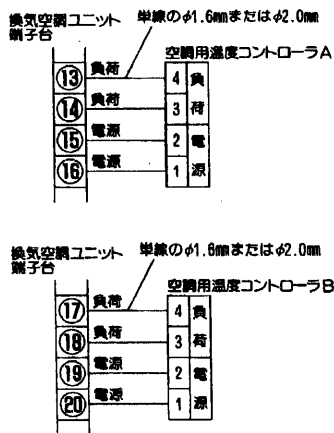 換気空調ユニット
端子台
単線のφ1.6mmまたはφ2.0mm
空調用温度コントローラA
⑬ 負荷 4 負
⑭ 負荷 3 荷
⑮ 電源 2 電
⑯ 電源 1 源
換気空調ユニット
端子台
単線のφ1.6mmまたはφ2.0mm
空調用温度コントローラB
⑰ 負荷 4 負
⑱ 負荷 3 荷
⑲ 電源 2 電
⑳ 電源 1 源